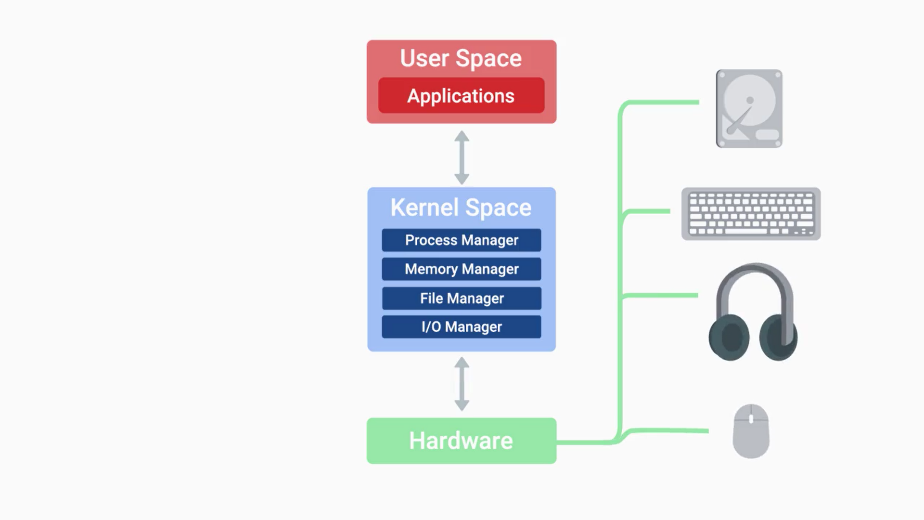 User Space
Applications
Kernel Space
Process Manager
Memory Manager
File Manager
I/O Manager
Hardware